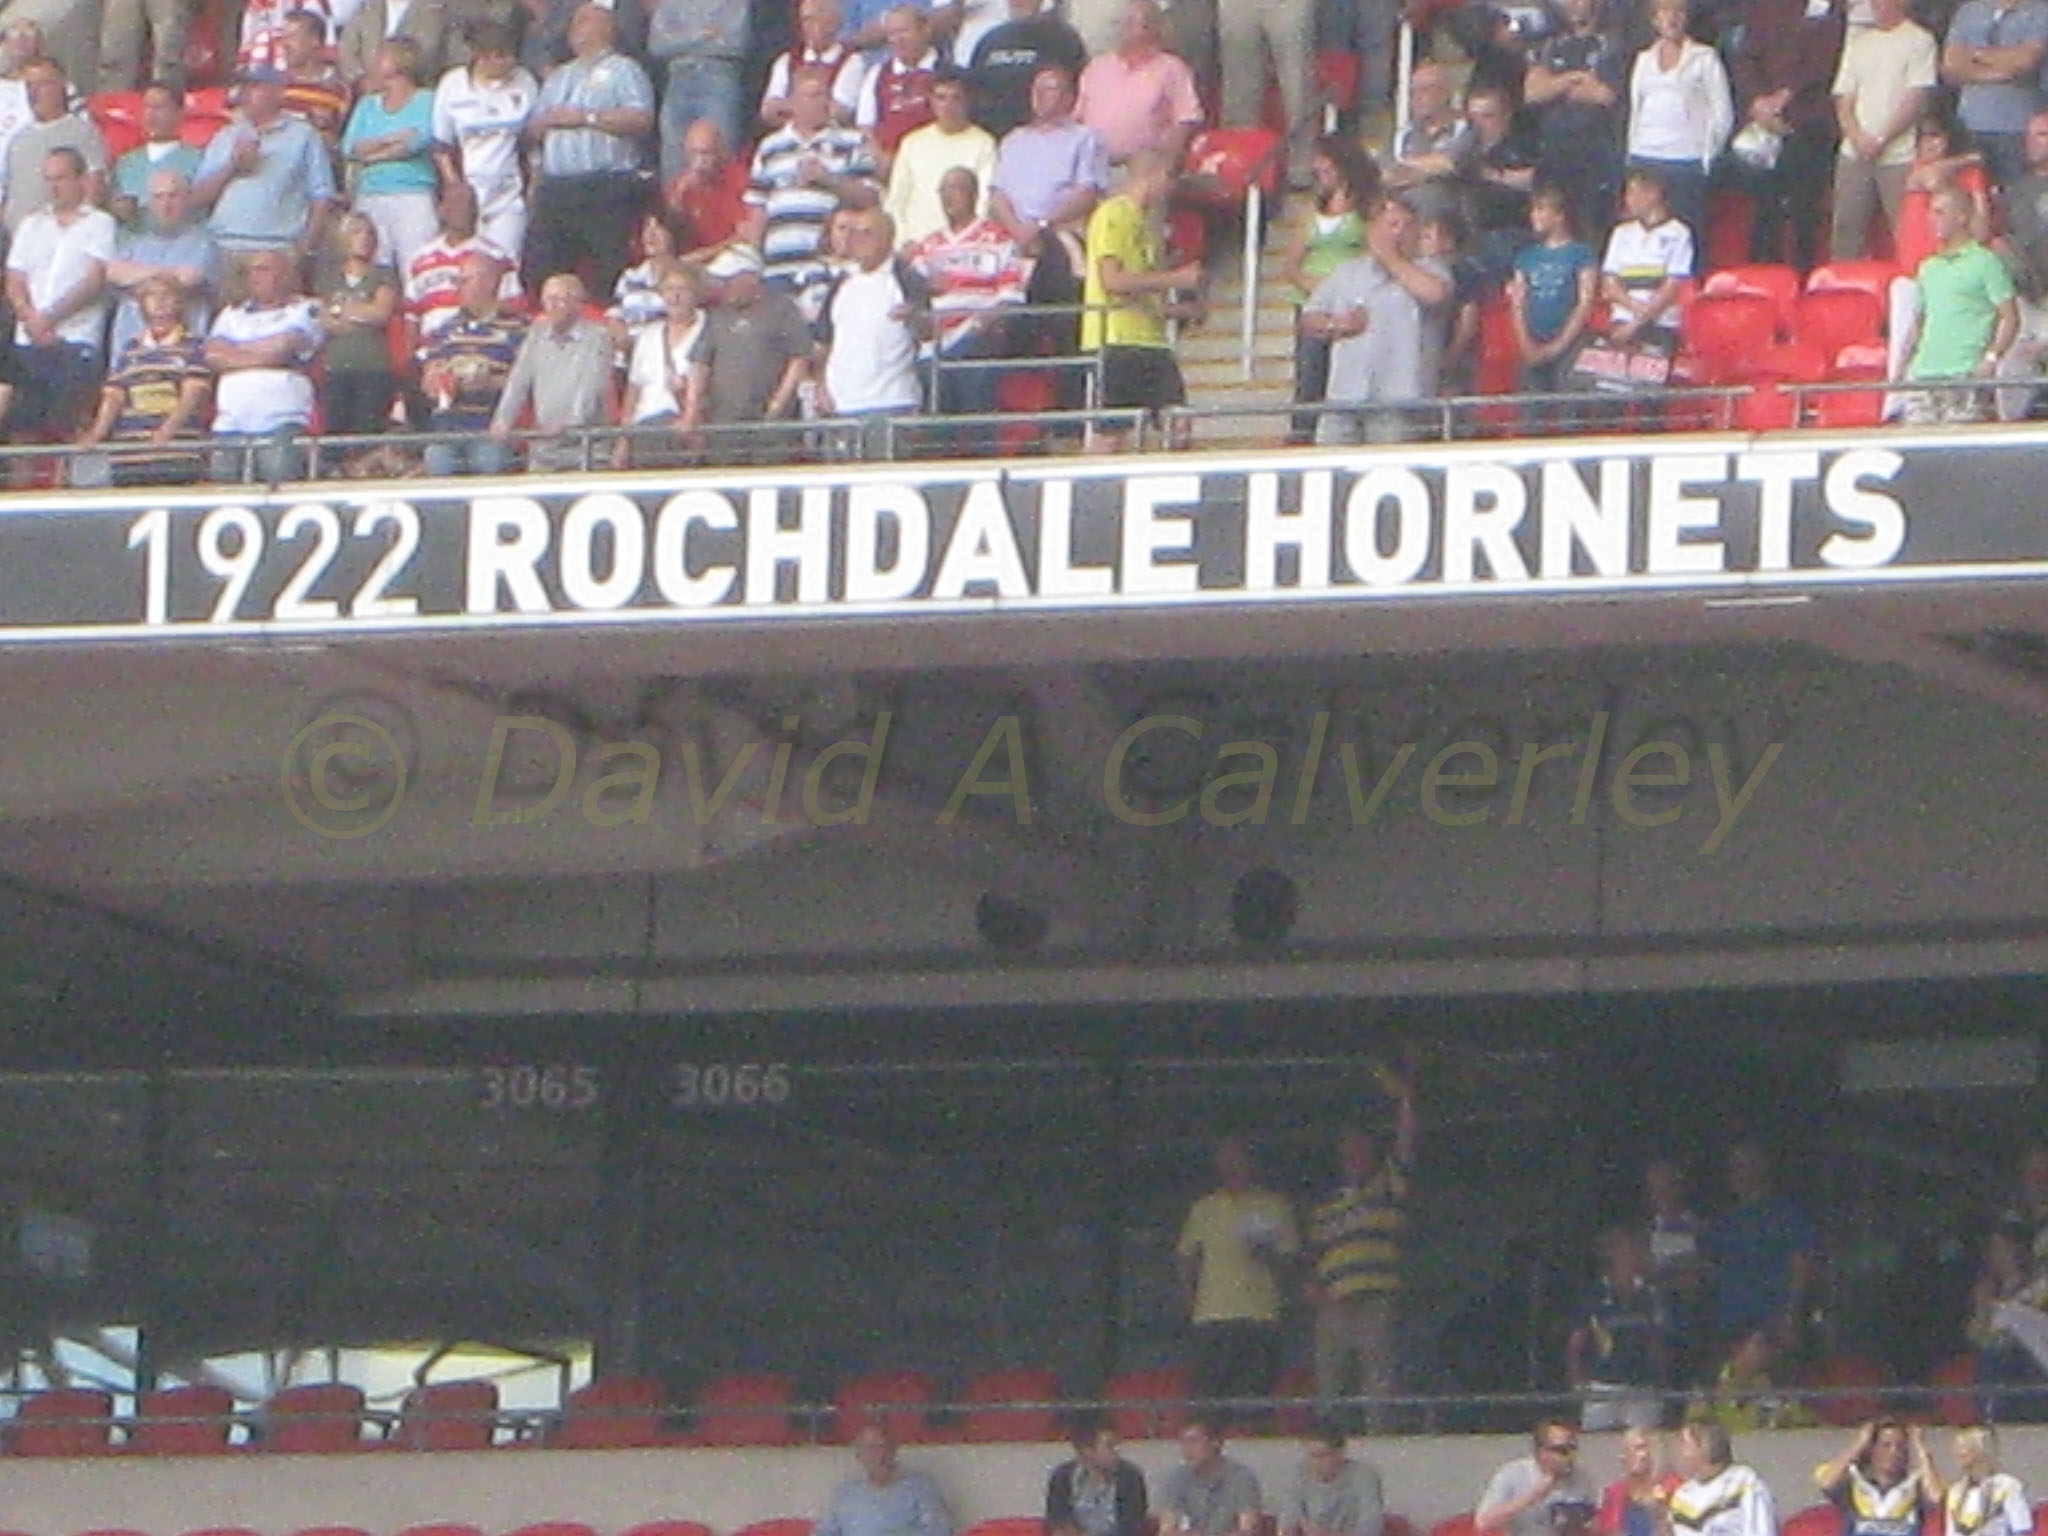 1922 ROCHDALE HORNETS
© David A Calverley
3065 3066